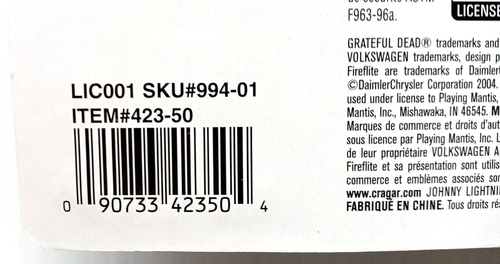 F963-96a.
LICENSE
GRATEFUL DEAD® trademarks and
VOLKSWAGEN trademarks, design p
Fireflite are trademarks of Daimler
©DaimlerChrysler Corporation 2004.
used under license to Playing Mantis,
Mantis, Inc., Mishawaka, IN 46545. M
Marques de commerce et droits d'aut
sous licence par Playing Mantis, Inc. L
de leur propriétaire VOLKSWAGEN A
Fireflite et sa présentation sont utilis
commerce et emblèmes associés sor
www.cragar.com JOHNNY LIGHTNI
FABRIQUÉ EN CHINE. Tous droits ré
LIC001 SKU#994-01
ITEM#423-50
0 90733 42350 4